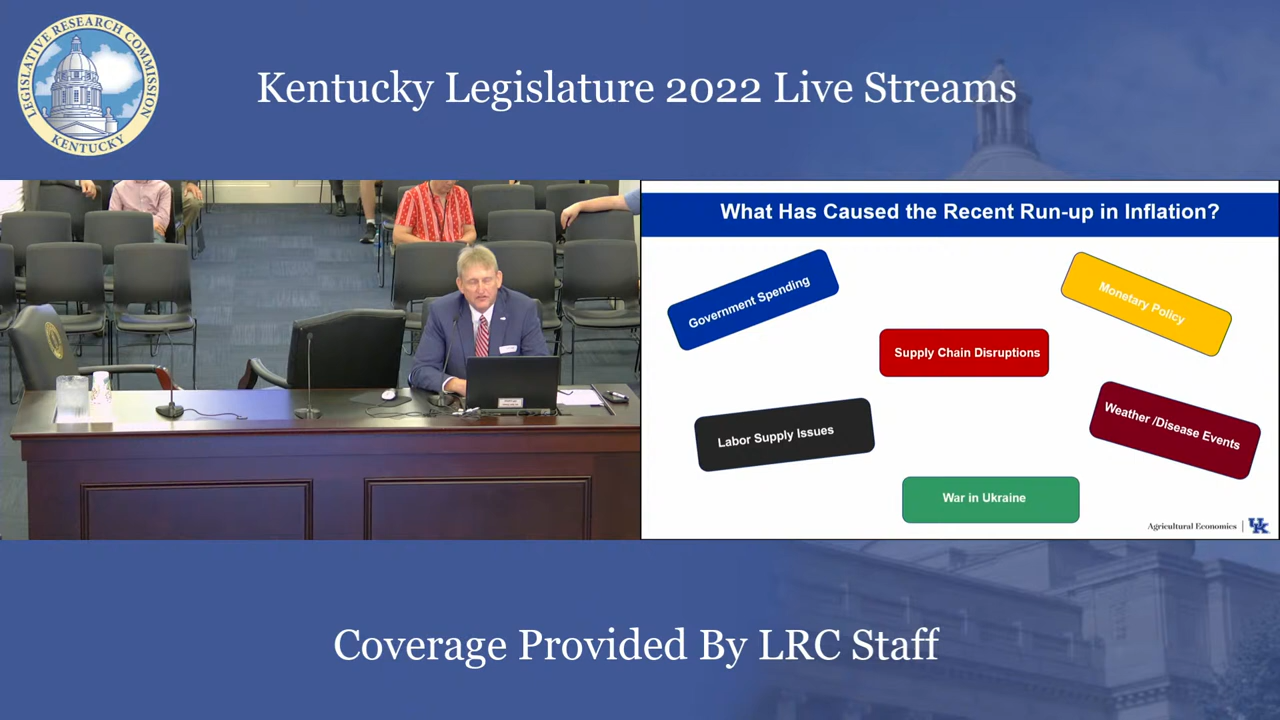 LEGISLATIVE RESEARCH COMMISSION
KENTUCKY
Kentucky Legislature 2022 Live Streams
What Has Caused the Recent Run-up in Inflation?
Government Spending
Monetary Policy
Supply Chain Disruptions
Labor Supply Issues
Weather /Disease Events
War in Ukraine
Agricultural Economics | UK
Coverage Provided By LRC Staff